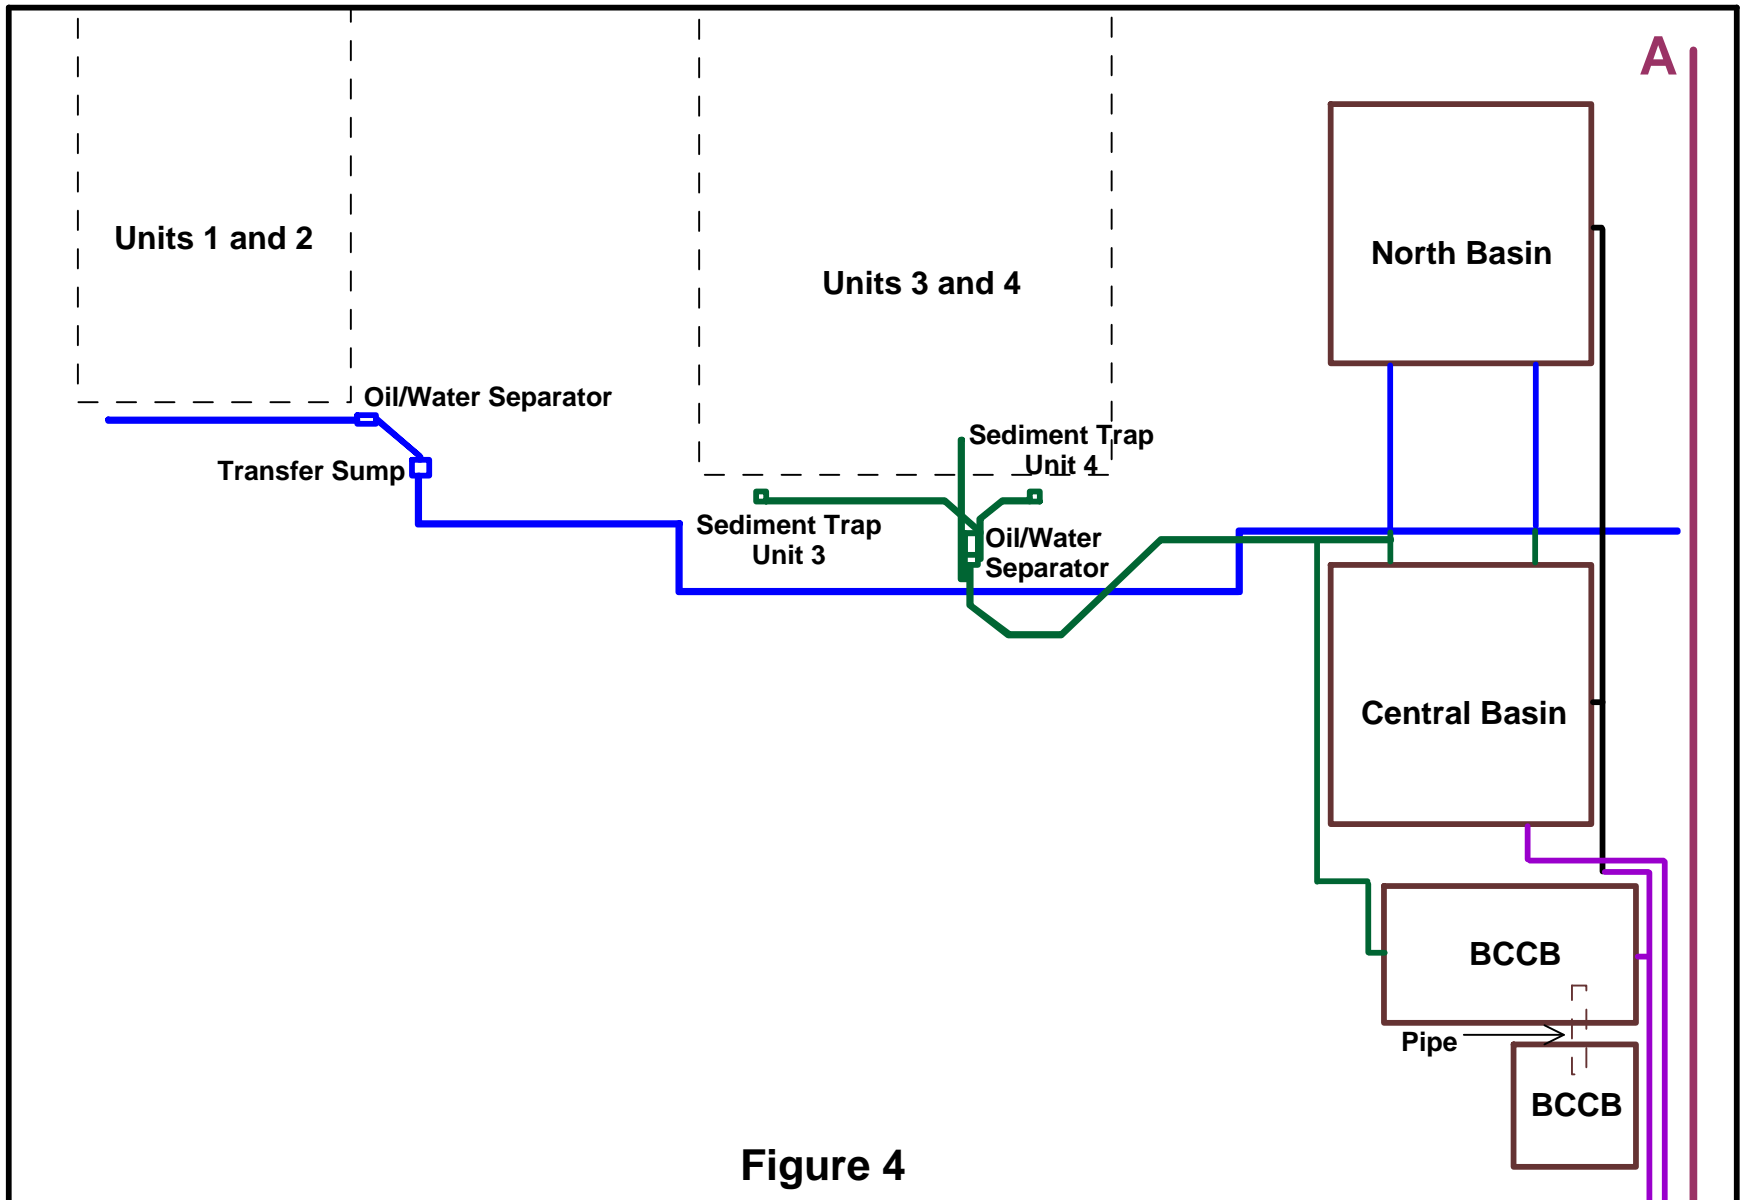 A
Units 1 and 2
Units 3 and 4
North Basin
Oil/Water Separator
Transfer Sump
Sediment Trap
Unit 4
Sediment Trap
Unit 3
Oil/Water
Separator
Central Basin
BCCB
Pipe
BCCB
Figure 4